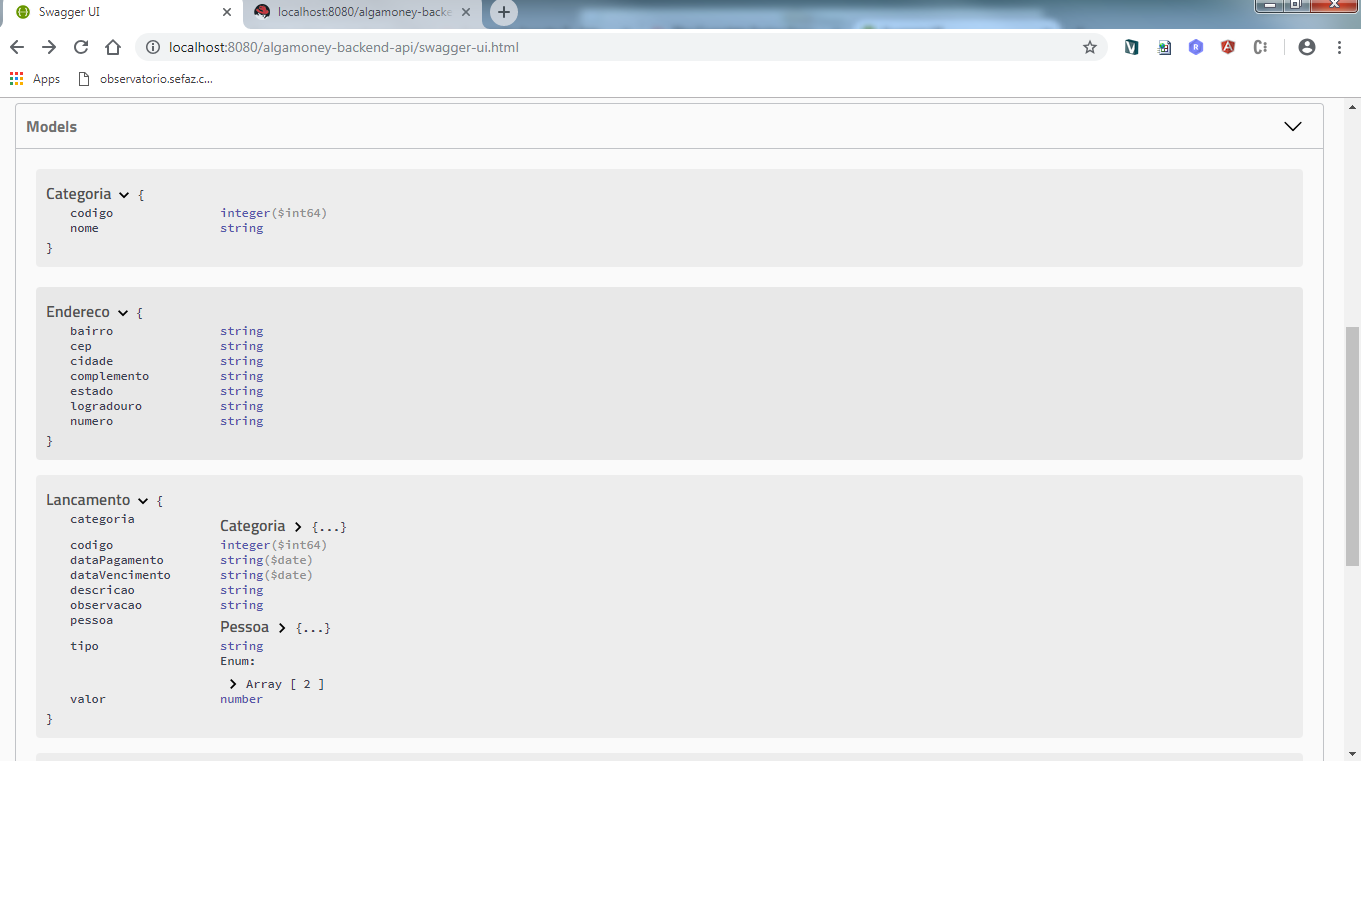 Swagger UI
localhost:8080/algamoney-backe
localhost:8080/algamoney-backend-api/swagger-ui.html
Apps
observatorio.sefaz.c...
Models
Categoria {
codigo integer($int64)
nome string
}
Endereco {
bairro string
cep string
cidade string
complemento string
estado string
logradouro string
numero string
}
Lancamento {
categoria Categoria {...}
codigo integer($int64)
dataPagamento string($date)
dataVencimento string($date)
descricao string
observacao string
pessoa Pessoa {...}
tipo string
Enum:
Array [ 2 ]
valor number
}